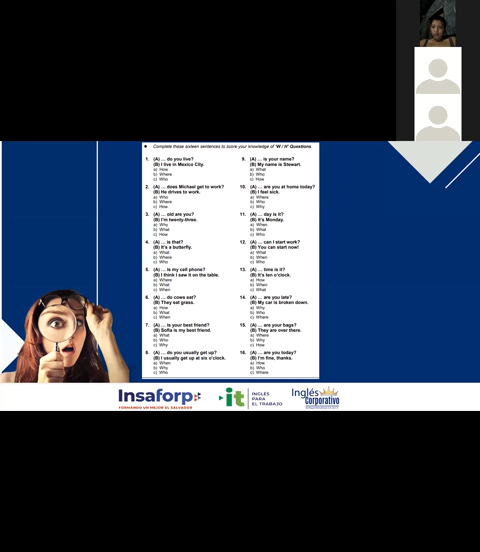 Complete these sixteen sentences to score your knowledge of 'W / H' Questions.
1. (A) ... do you live?
(B) I live in Mexico City.
a) How
b) Where
c) Who
2. (A) ... does Michael get to work?
(B) He drives to work.
a) Who
b) Where
c) How
3. (A) ... old are you?
(B) I'm twenty-three.
a) Why
b) What
c) How
4. (A) ... is that?
(B) It's a butterfly.
a) What
b) Where
c) Who
5. (A) ... is my cell phone?
(B) I think I saw it on the table.
a) Where
b) What
c) When
6. (A) ... do cows eat?
(B) They eat grass.
a) How
b) What
c) When
7. (A) ... is your best friend?
(B) Sofia is my best friend.
a) What
b) Who
c) Why
8. (A) ... do you usually get up?
(B) I usually get up at six o'clock.
a) When
b) Why
c) Who
9. (A) ... is your name?
(B) My name is Stewart.
a) What
b) Who
c) How
10. (A) ... are you at home today?
(B) I feel sick.
a) Where
b) Who
c) Why
11. (A) ... day is it?
(B) It's Monday.
a) When
b) What
c) Who
12. (A) ... can I start work?
(B) You can start now!
a) What
b) When
c) Who
13. (A) ... time is it?
(B) It's ten o'clock.
a) How
b) When
c) What
14. (A) ... are you late?
(B) My car is broken down.
a) Why
b) Who
c) What
15. (A) ... are your bags?
(B) They are over there.
a) Where
b) Why
c) How
16. (A) ... are you today?
(B) I'm fine, thanks.
a) How
b) Who
c) Where
Insaforp
FORMANDO UN MEJOR EL SALVADOR
it
INGLÉS
PARA
EL TRABAJO
Inglés
Corporativo